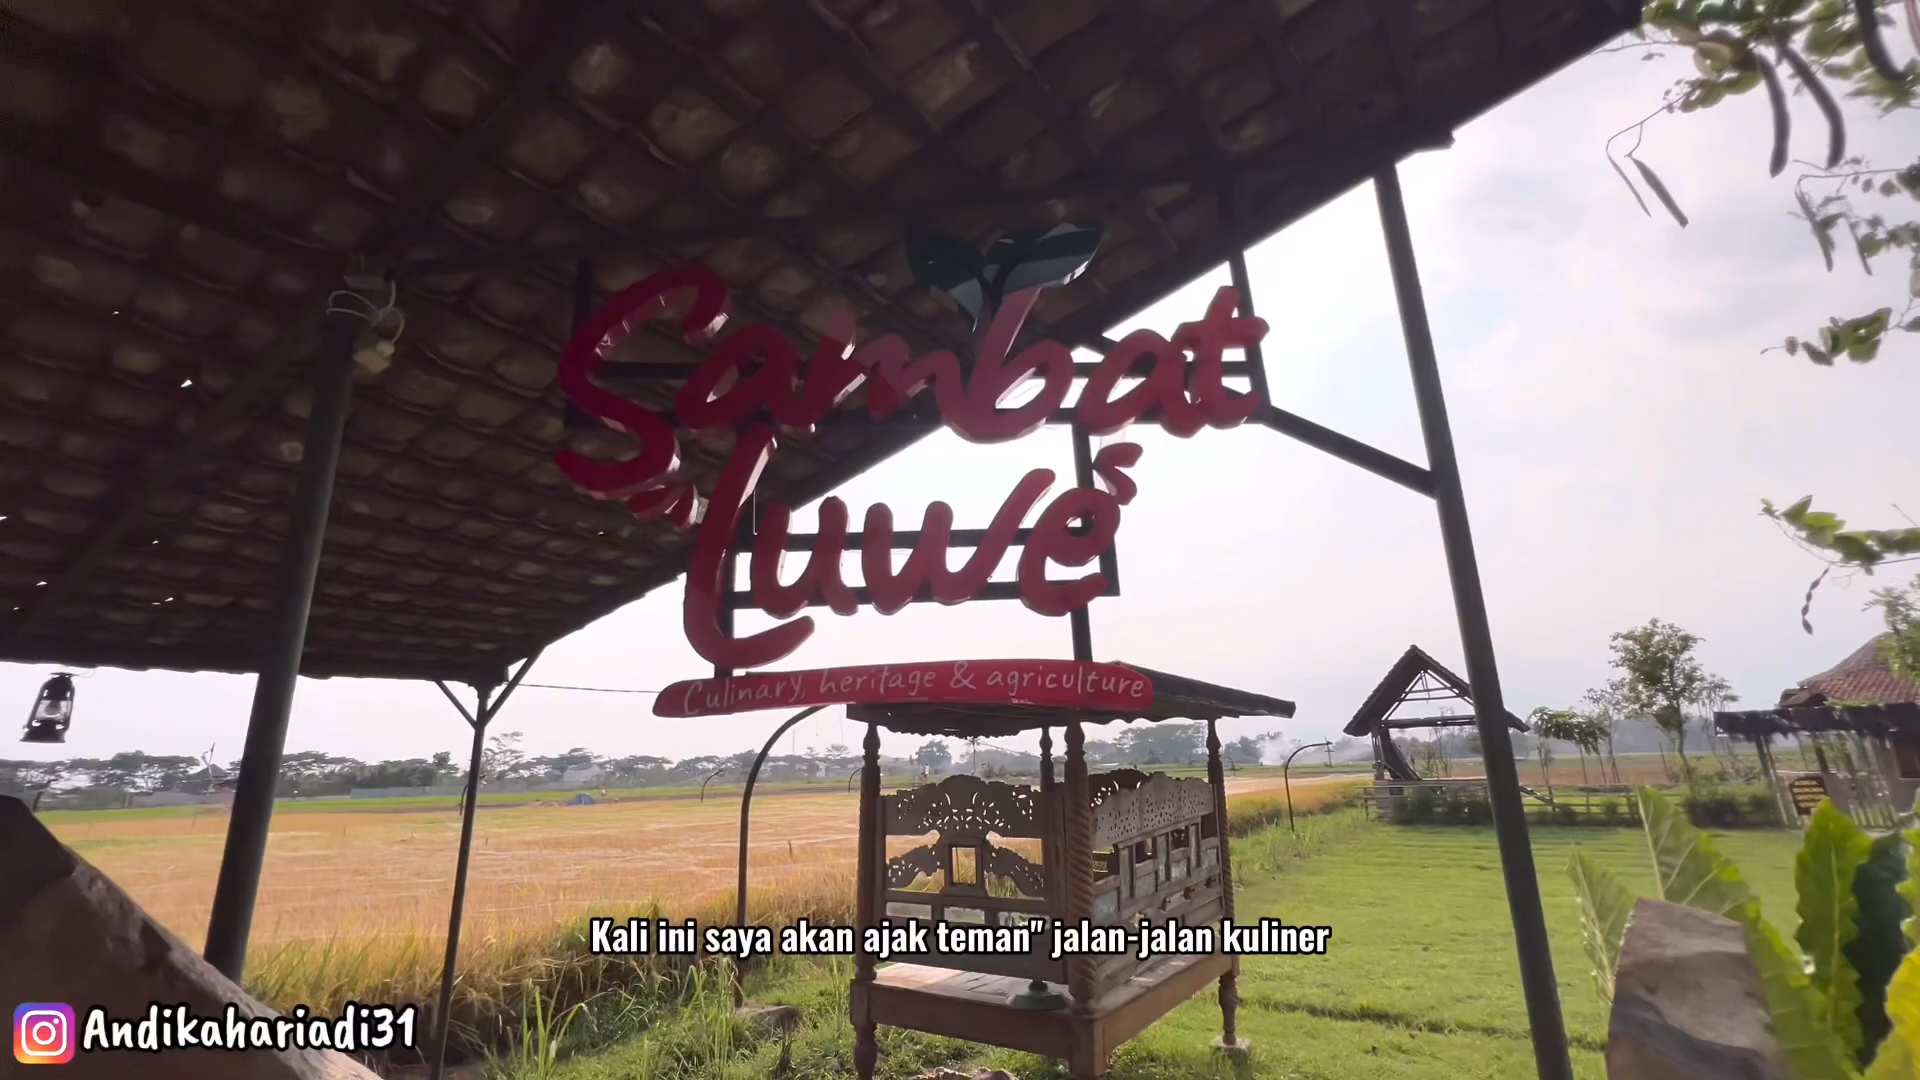 Sambat
Luwe
Culinary, heritage & agriculture
Kali ini saya akan ajak teman" jalan-jalan kuliner
Andikahariadi31